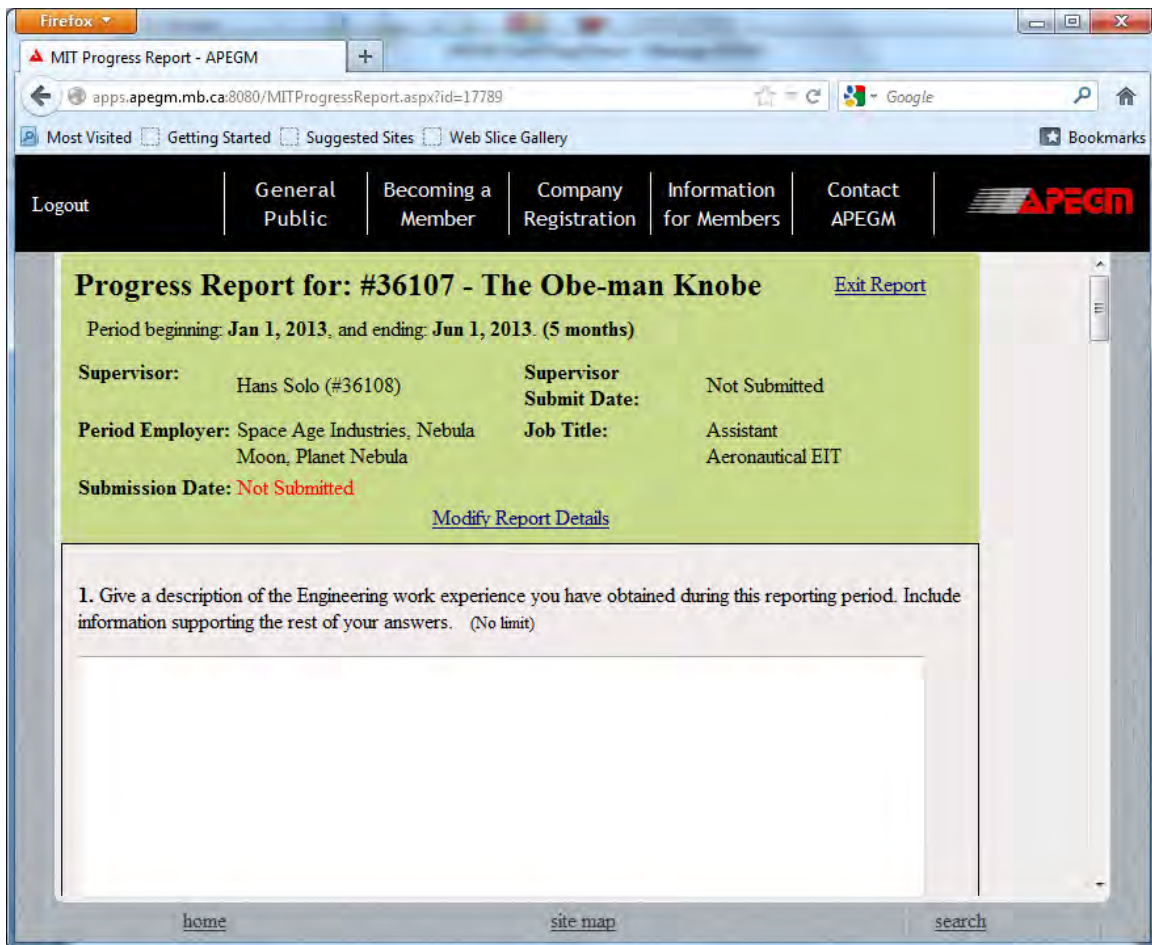 Firefox
MIT Progress Report - APEGM
+
apps.apegm.mb.ca:8080/MITProgressReport.aspx?id=17789
Google
Most Visited Getting Started Suggested Sites Web Slice Gallery Bookmarks
Logout
General Public
Becoming a Member
Company Registration
Information for Members
Contact APEGM
APEGM
Progress Report for: #36107 - The Obe-man Knobe
Exit Report
Period beginning: Jan 1, 2013, and ending: Jun 1, 2013. (5 months)
Supervisor: Hans Solo (#36108)
Supervisor Submit Date: Not Submitted
Period Employer: Space Age Industries, Nebula
Moon, Planet Nebula
Job Title: Assistant
Aeronautical EIT
Submission Date: Not Submitted
Modify Report Details
1. Give a description of the Engineering work experience you have obtained during this reporting period. Include
information supporting the rest of your answers. (No limit)
home site map search